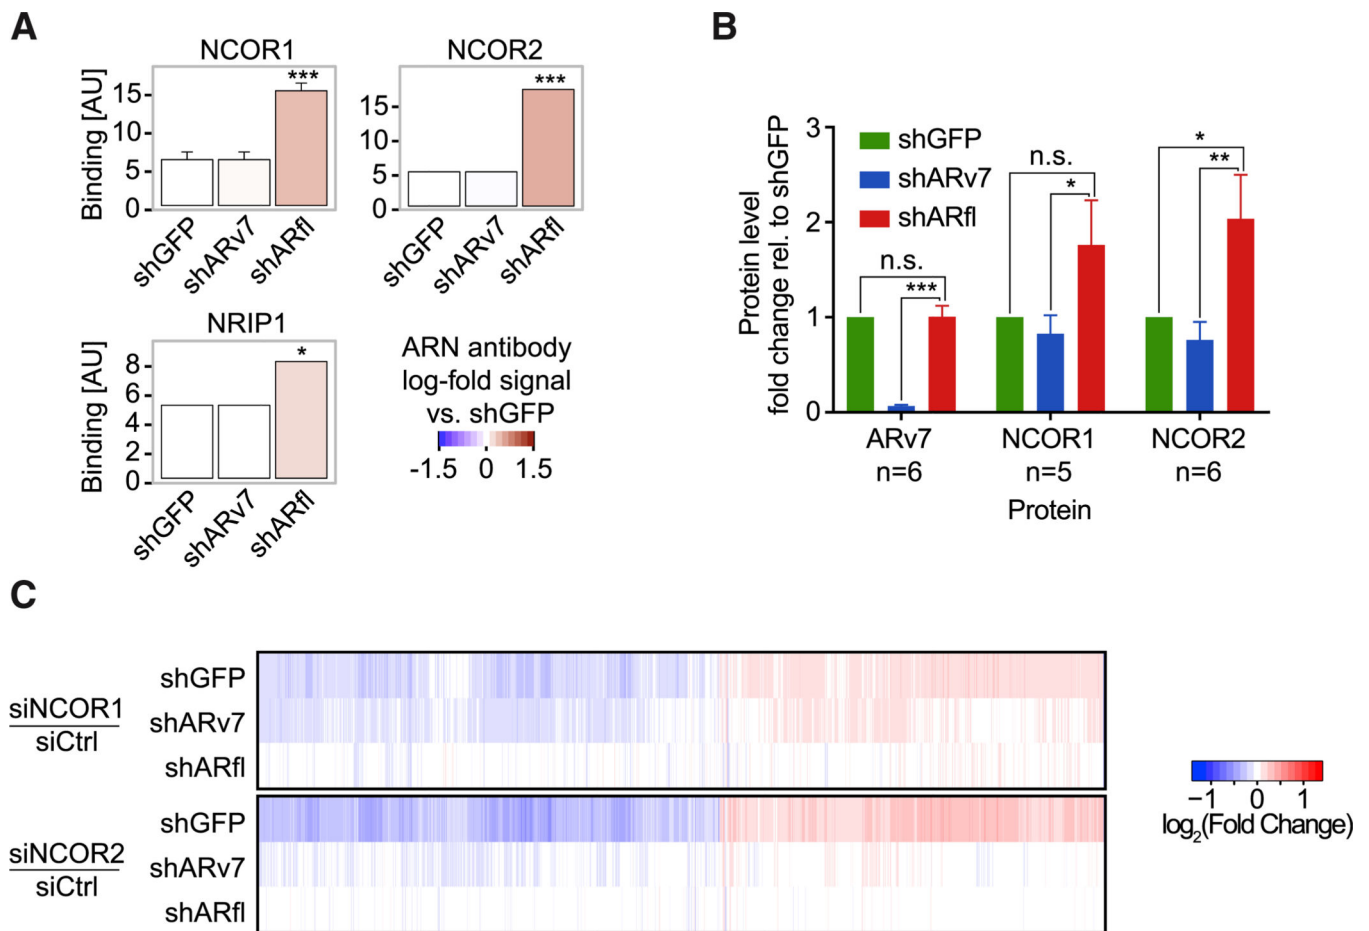 A
NCOR1
Binding [AU]
15
10
5
0
***
shGFP
shARv7
shARfl
NCOR2
15
10
5
0
***
shGFP
shARv7
shARfl
NRIP1
Binding [AU]
8
6
4
2
0
*
shGFP
shARv7
shARfl
ARN antibody
log-fold signal
vs. shGFP
-1.5 0 1.5
B
Protein level
fold change rel. to shGFP
3
2
1
0
shGFP
shARv7
shARfl
n.s.
***
n.s.
*
*
**
ARv7 NCOR1 NCOR2
n=6 n=5 n=6
Protein
C
siNCOR1
siCtrl
shGFP
shARv7
shARfl
siNCOR2
siCtrl
shGFP
shARv7
shARfl
−1 0 1
log₂(Fold Change)